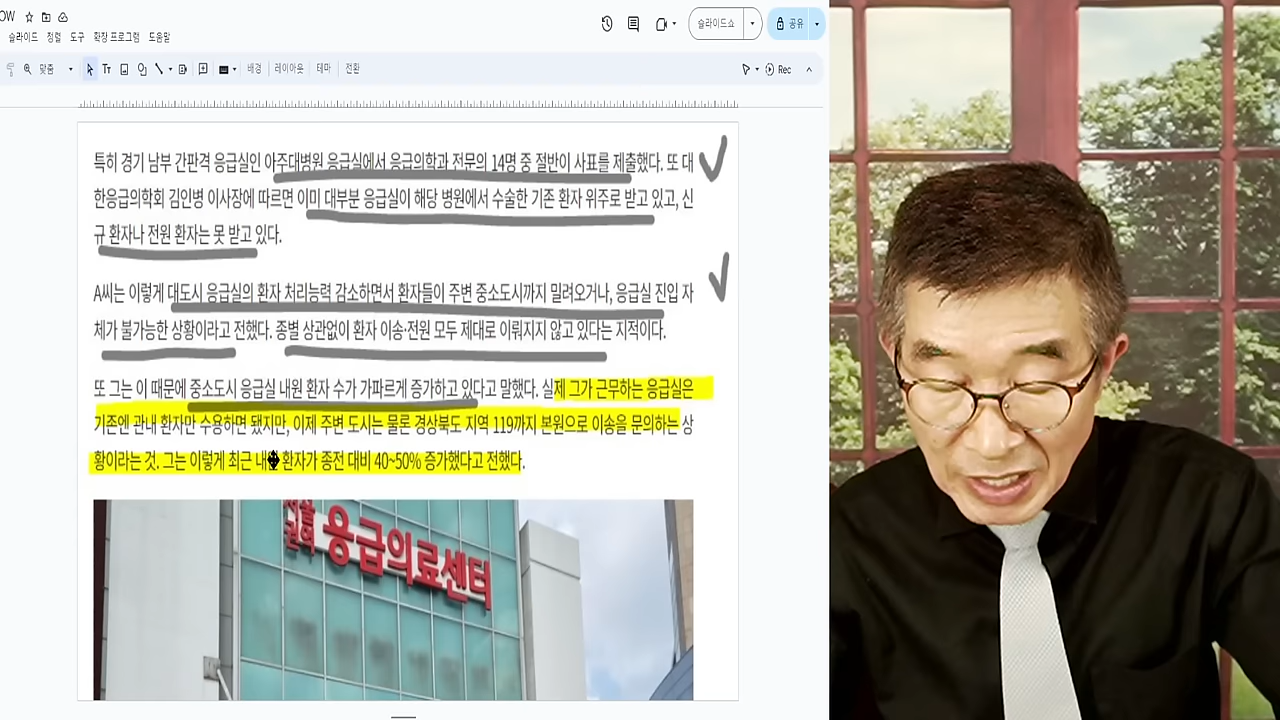 OW
슬라이드 정렬 도구 확장 프로그램 도움말
슬라이드쇼
공유
맞춤
Tт
배경 레이아웃 테마 전환
Rec
특히 경기 남부 간판격 응급실인 아주대병원 응급실에서 응급의학과 전문의 14명 중 절반이 사표를 제출했다. 또 대
한응급의학회 김인병 이사장에 따르면 이미 대부분 응급실이 해당 병원에서 수술한 기존 환자 위주로 받고 있고, 신
규 환자나 전원 환자는 못 받고 있다.
A씨는 이렇게 대도시 응급실의 환자 처리능력 감소하면서 환자들이 주변 중소도시까지 밀려오거나, 응급실 진입 자
체가 불가능한 상황이라고 전했다. 종별 상관없이 환자 이송·전원 모두 제대로 이뤄지지 않고 있다는 지적이다.
또 그는 이 때문에 중소도시 응급실 내원 환자 수가 가파르게 증가하고 있다고 말했다. 실제 그가 근무하는 응급실은
기존엔 관내 환자만 수용하면 됐지만, 이제 주변 도시는 물론 경상북도 지역 119까지 본원으로 이송을 문의하는 상
황이라는 것. 그는 이렇게 최근 내 환자가 종전 대비 40~50% 증가했다고 전했다.
권역 응급의료센터